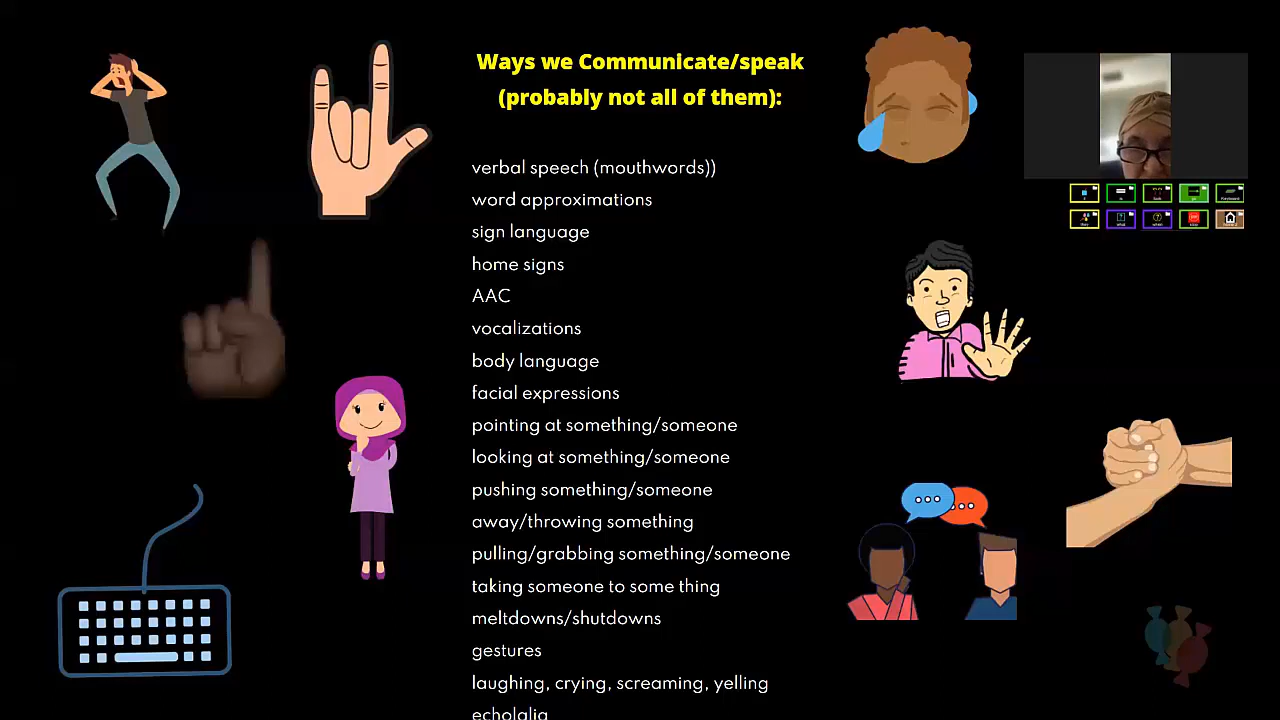 Ways we Communicate/speak
(probably not all of them):
verbal speech (mouthwords))
word approximations
sign language
home signs
AAC
vocalizations
body language
facial expressions
pointing at something/someone
looking at something/someone
pushing something/someone
away/throwing something
pulling/grabbing something/someone
taking someone to some thing
meltdowns/shutdowns
gestures
laughing, crying, screaming, yelling
echolalia